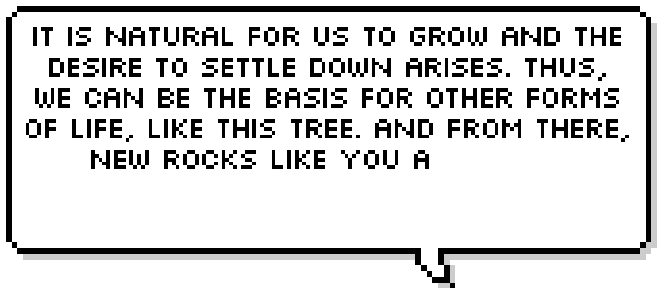 IT IS NATURAL FOR US TO GROW AND THE
DESIRE TO SETTLE DOWN ARISES. THUS,
WE CAN BE THE BASIS FOR OTHER FORMS
OF LIFE, LIKE THIS TREE. AND FROM THERE,
NEW ROCKS LIKE YOU A